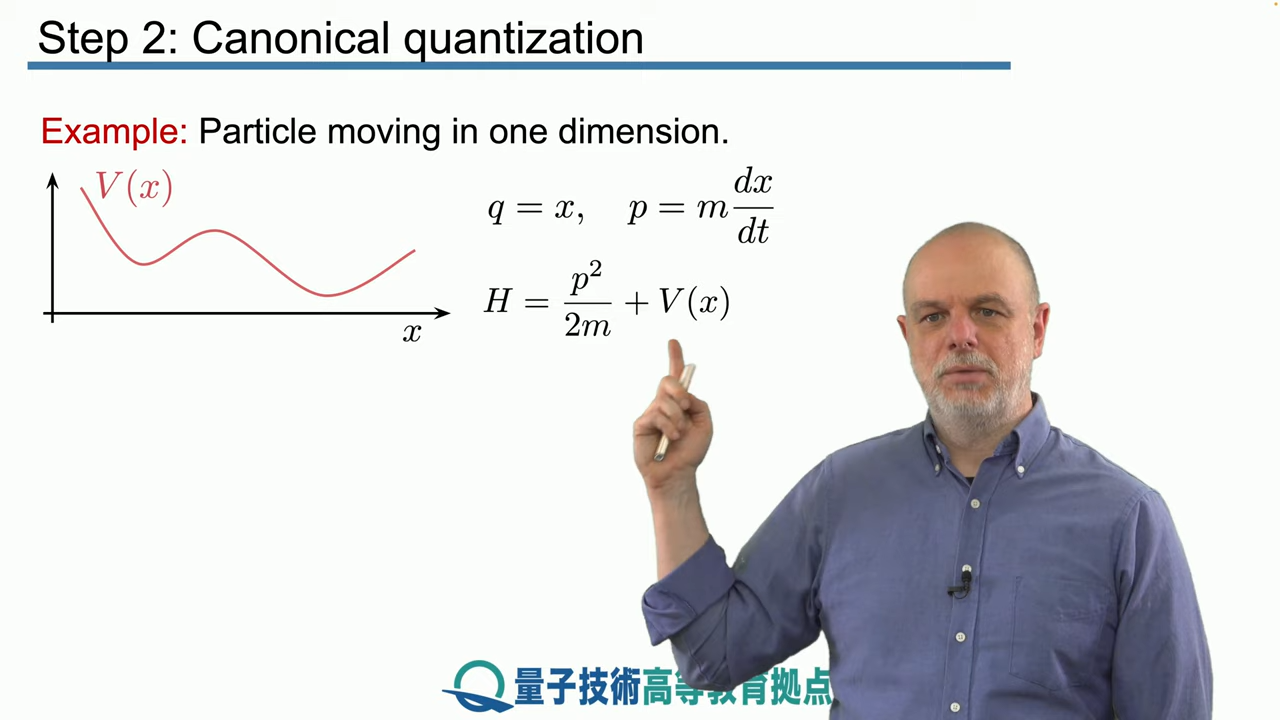 Step 2: Canonical quantization
Example: Particle moving in one dimension.
V(x)
q = x, p = m dx/dt
H = p²/2m + V(x)
x
量子技術高等教育拠点